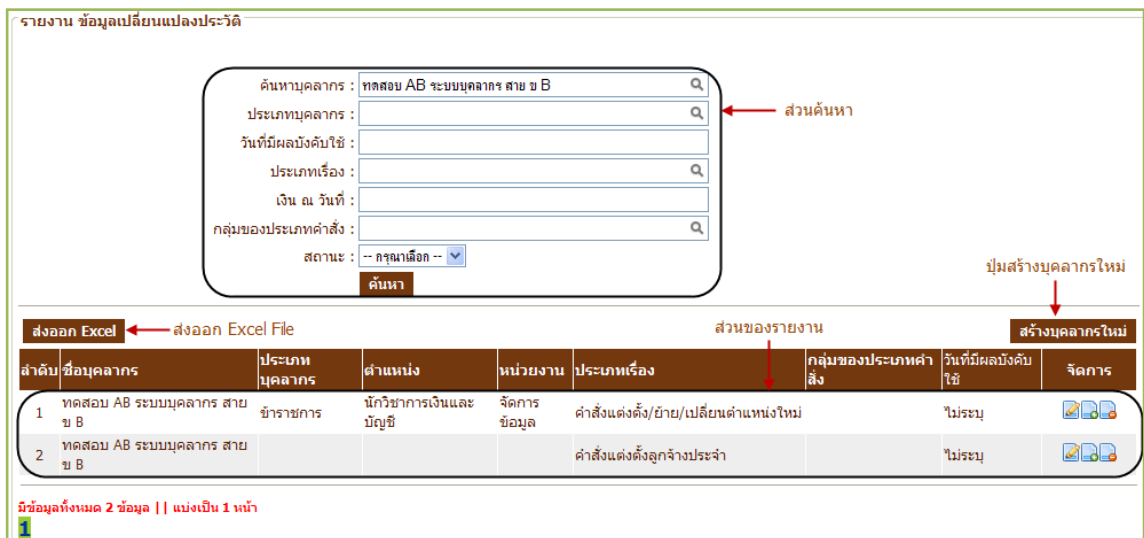 รายงาน ข้อมูลเปลี่ยนแปลงประวัติ
ค้นหาบุคลากร : ทดสอบ AB ระบบบุคลากร สาย ข B
ส่วนค้นหา
ประเภทบุคลากร :
วันที่มีผลบังคับใช้ :
ประเภทเรื่อง :
เงิน ณ วันที่ :
กลุ่มของประเภทคำสั่ง :
สถานะ : -- กรุณาเลือก --
ค้นหา
ปุ่มสร้างบุคลากรใหม่
ส่งออก Excel ส่งออก Excel File ส่วนของรายงาน สร้างบุคลากรใหม่
ลำดับ ชื่อบุคลากร ประเภท ตำแหน่ง หน่วยงาน ประเภทเรื่อง กลุ่มของประเภทคำ วันที่มีผลบังคับ จัดการ
บุคลากร สั่ง ใช้
1 ทดสอบ AB ระบบบุคลากร สาย ข้าราชการ นักวิชาการเงินและ จัดการ คำสั่งแต่งตั้ง/ย้าย/เปลี่ยนตำแหน่งใหม่ ไม่ระบุ
ข B บัญชี ข้อมูล
2 ทดสอบ AB ระบบบุคลากร สาย คำสั่งแต่งตั้งลูกจ้างประจำ ไม่ระบุ
ข B
มีข้อมูลทั้งหมด 2 ข้อมูล || แบ่งเป็น 1 หน้า
1